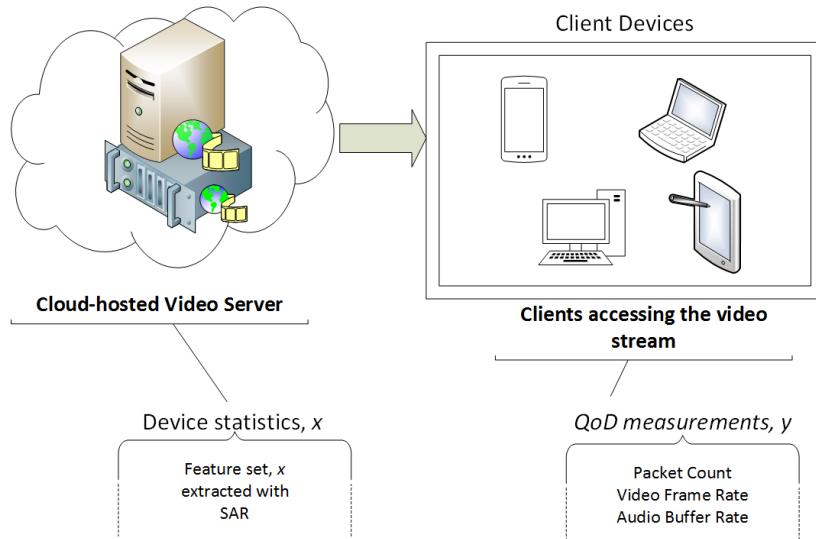 Client Devices
Cloud-hosted Video Server
Clients accessing the video
stream
Device statistics, x
QoD measurements, y
Feature set, x
extracted with
SAR
Packet Count
Video Frame Rate
Audio Buffer Rate